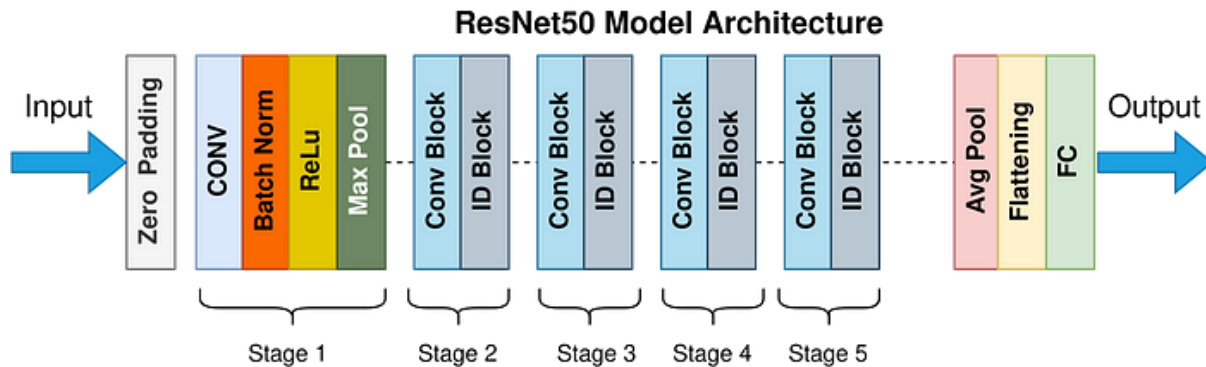 ResNet50 Model Architecture
Input
Zero Padding
CONV
Batch Norm
ReLu
Max Pool
Conv Block
ID Block
Conv Block
ID Block
Conv Block
ID Block
Conv Block
ID Block
Avg Pool
Flattening
FC
Output
Stage 1
Stage 2
Stage 3
Stage 4
Stage 5